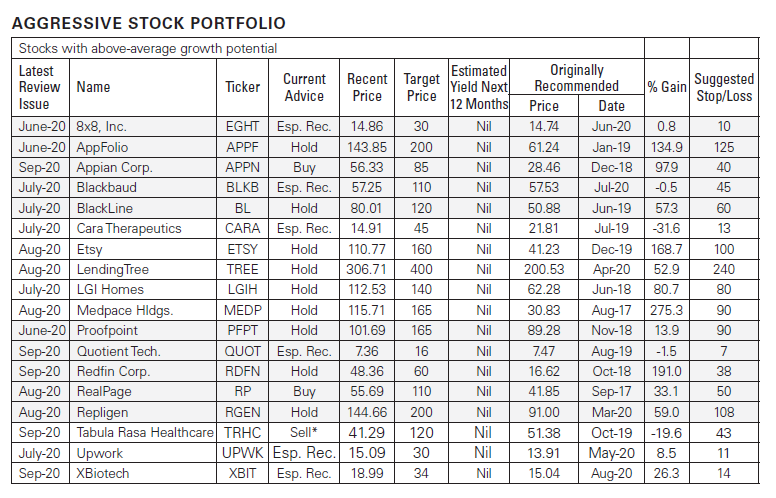 AGGRESSIVE STOCK PORTFOLIO
Stocks with above-average growth potential
Latest Review Issue Name Ticker Current Advice Recent Price Target Price Estimated Yield Next 12 Months Originally Recommended Price Date % Gain Suggested Stop/Loss
June-20 8x8, Inc. EGHT Esp. Rec. 14.86 30 Nil 14.74 Jun-20 0.8 10
June-20 AppFolio APPF Hold 143.85 200 Nil 61.24 Jan-19 134.9 125
Sep-20 Appian Corp. APPN Buy 56.33 85 Nil 28.46 Dec-18 97.9 40
July-20 Blackbaud BLKB Esp. Rec. 57.25 110 Nil 57.53 Jul-20 -0.5 45
July-20 BlackLine BL Hold 80.01 120 Nil 50.88 Jun-19 57.3 60
July-20 Cara Therapeutics CARA Esp. Rec. 14.91 45 Nil 21.81 Jul-19 -31.6 13
Aug-20 Etsy ETSY Hold 110.77 160 Nil 41.23 Dec-19 168.7 100
Aug-20 LendingTree TREE Hold 306.71 400 Nil 200.53 Apr-20 52.9 240
July-20 LGI Homes LGIH Hold 112.53 140 Nil 62.28 Jun-18 80.7 80
Aug-20 Medpace Hldgs. MEDP Hold 115.71 165 Nil 30.83 Aug-17 275.3 90
June-20 Proofpoint PFPT Hold 101.69 165 Nil 89.28 Nov-18 13.9 90
Sep-20 Quotient Tech. QUOT Esp. Rec. 7.36 16 Nil 7.47 Aug-19 -1.5 7
Sep-20 Redfin Corp. RDFN Hold 48.36 60 Nil 16.62 Oct-18 191.0 38
Aug-20 RealPage RP Buy 55.69 110 Nil 41.85 Sep-17 33.1 50
Aug-20 Repligen RGEN Hold 144.66 200 Nil 91.00 Mar-20 59.0 108
Sep-20 Tabula Rasa Healthcare TRHC Sell* 41.29 120 Nil 51.38 Oct-19 -19.6 43
July-20 Upwork UPWK Esp. Rec. 15.09 30 Nil 13.91 May-20 8.5 11
Sep-20 XBiotech XBIT Esp. Rec. 18.99 34 Nil 15.04 Aug-20 26.3 14